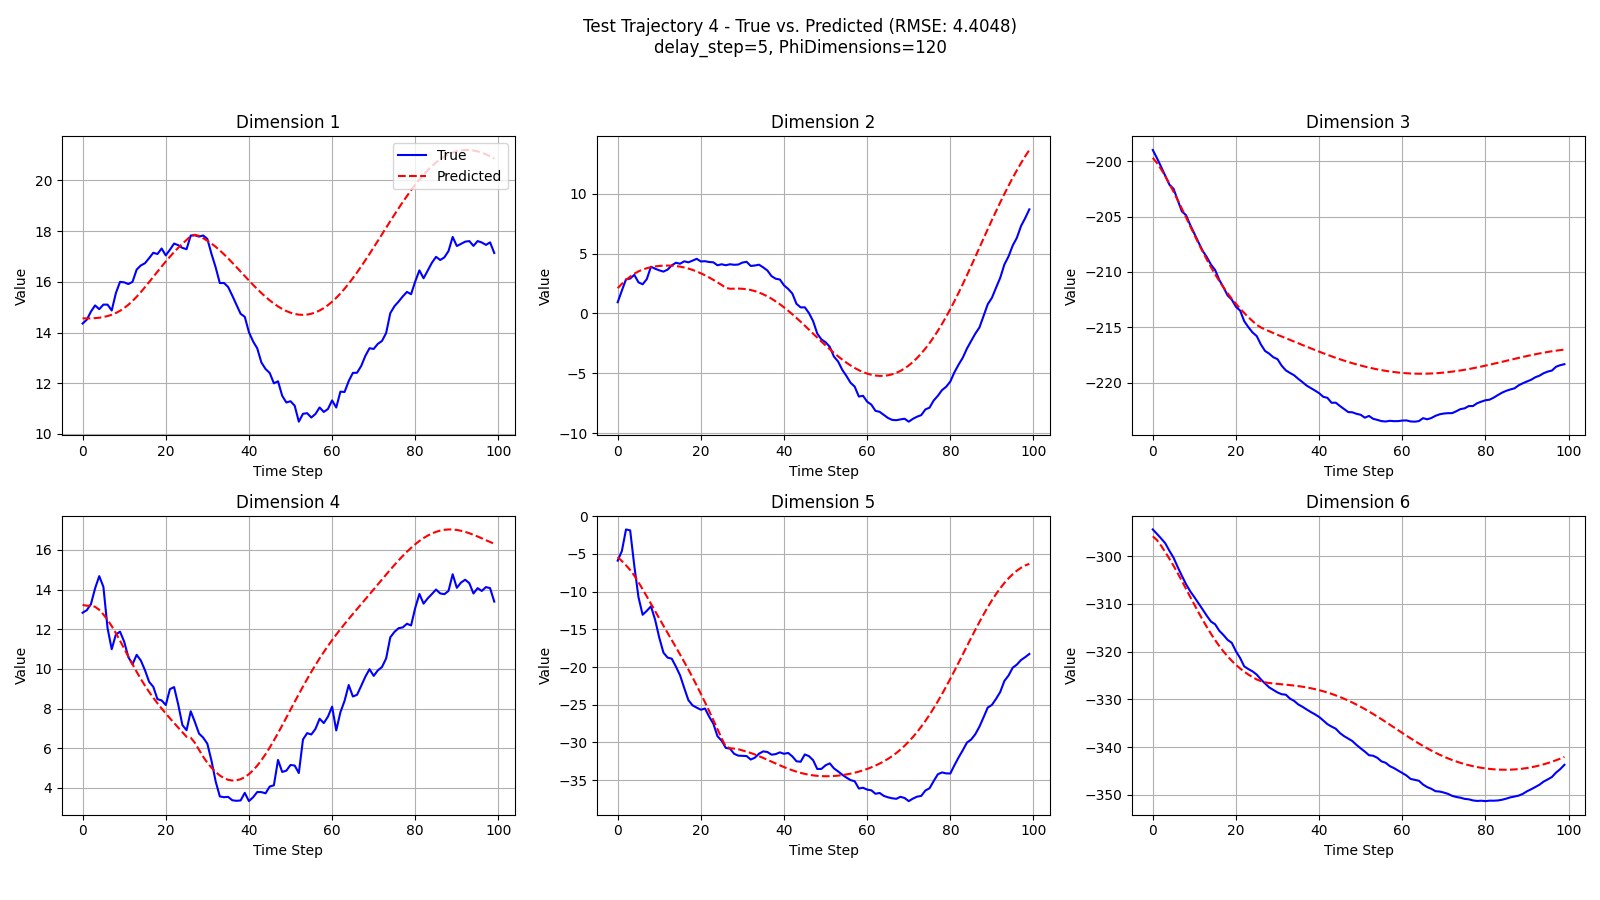 Test Trajectory 4 - True vs. Predicted (RMSE: 4.4048)
delay_step=5, PhiDimensions=120
Dimension 1
True
Predicted
20
18
16
14
12
10
Value
0 20 40 60 80 100
Time Step
Dimension 2
10
5
0
−5
−10
Value
0 20 40 60 80 100
Time Step
Dimension 3
−200
−205
−210
−215
−220
Value
0 20 40 60 80 100
Time Step
Dimension 4
16
14
12
10
8
6
4
Value
0 20 40 60 80 100
Time Step
Dimension 5
0
−5
−10
−15
−20
−25
−30
−35
Value
0 20 40 60 80 100
Time Step
Dimension 6
−300
−310
−320
−330
−340
−350
Value
0 20 40 60 80 100
Time Step